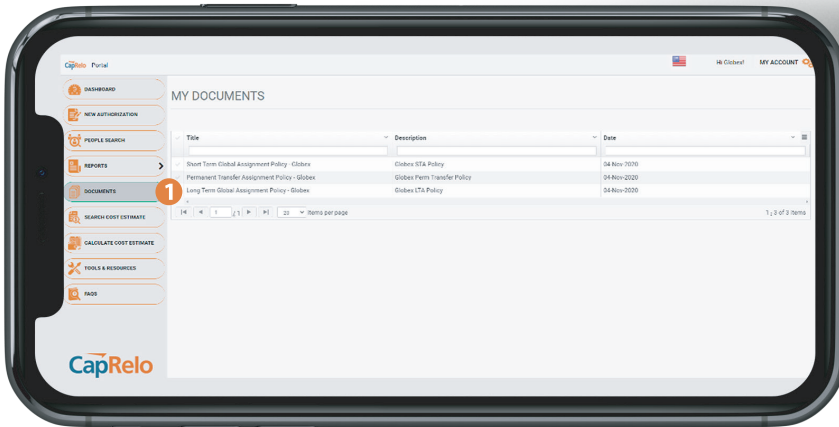 CapRelo Portal
Hi Globex!
MY ACCOUNT
DASHBOARD
NEW AUTHORIZATION
PEOPLE SEARCH
REPORTS
DOCUMENTS
SEARCH COST ESTIMATE
CALCULATE COST ESTIMATE
TOOLS & RESOURCES
FAQS
CapRelo
1
MY DOCUMENTS
Title Description Date
Short Term Global Assignment Policy - Globex Globex STA Policy 04-Nov-2020
Permanent Transfer Assignment Policy - Globex Globex Perm Transfer Policy 04-Nov-2020
Long Term Global Assignment Policy - Globex Globex LTA Policy 04-Nov-2020
1 / 1 20 items per page 1 - 3 of 3 items